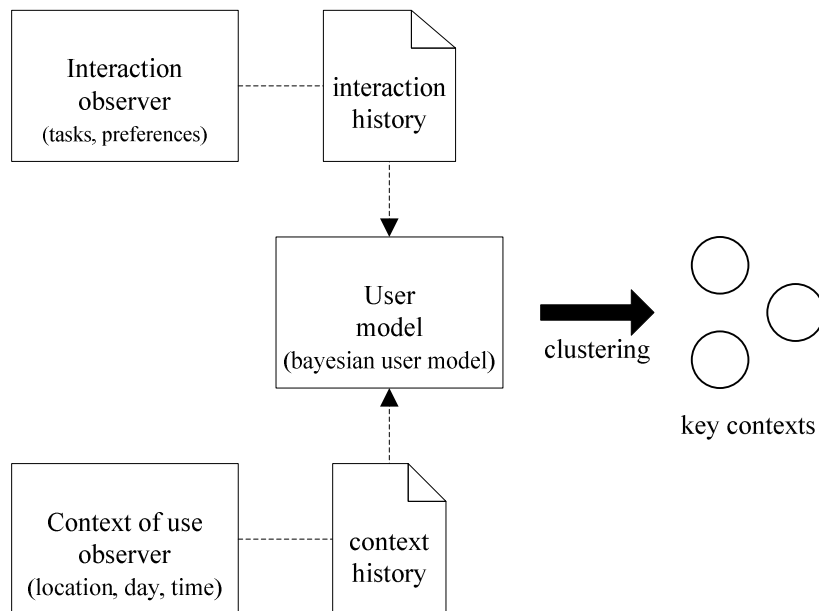 Interaction
observer
(tasks, preferences)
interaction
history
User
model
(bayesian user model)
clustering
key contexts
Context of use
observer
(location, day, time)
context
history